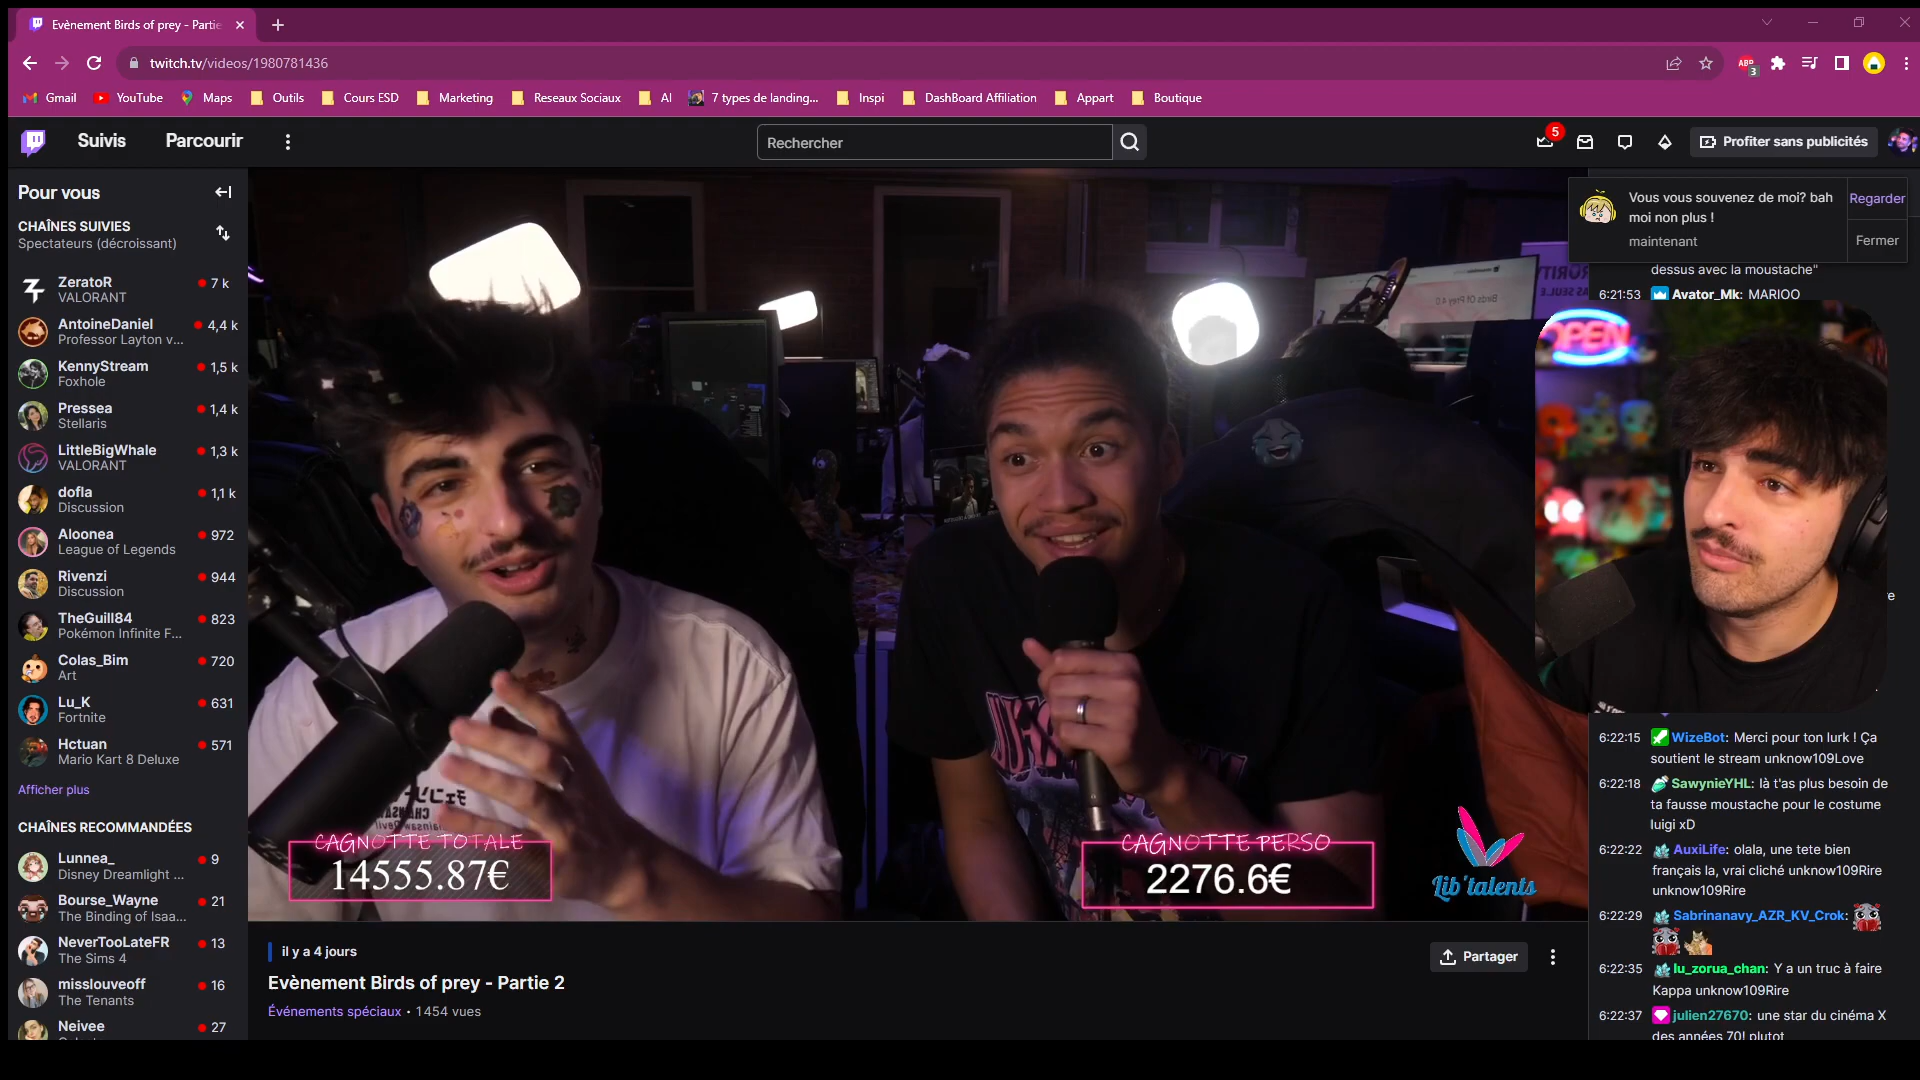 Evènement Birds of prey - Partie
twitch.tv/videos/1980781436
ABP
3
Gmail
YouTube
Maps
Outils
Cours ESD
Marketing
Reseaux Sociaux
AI
7 types de landing...
Inspi
DashBoard Affiliation
Appart
Boutique
Suivis
Parcourir
Rechercher
5
Profiter sans publicités
Pour vous
CHAÎNES SUIVIES
Spectateurs (décroissant)
ZeratoR
7 k
VALORANT
AntoineDaniel
4,4 k
Professor Layton v...
KennyStream
1,5 k
Foxhole
Pressea
1,4 k
Stellaris
LittleBigWhale
1,3 k
VALORANT
dofla
1,1 k
Discussion
Aloonea
972
League of Legends
Rivenzi
944
Discussion
TheGuill84
823
Pokémon Infinite F...
Colas_Bim
720
Art
Lu_K
631
Fortnite
Hctuan
571
Mario Kart 8 Deluxe
Afficher plus
CHAÎNES RECOMMANDÉES
Lunnea_
9
Disney Dreamlight ...
Bourse_Wayne
21
The Binding of Isaa...
NeverTooLateFR
13
The Sims 4
misslouveoff
16
The Tenants
Neivee
27
CAGNOTTE TOTALE
14555.87€
CAGNOTTE PERSO
2276.6€
Lib'talents
il y a 4 jours
Evènement Birds of prey - Partie 2
Événements spéciaux • 1 454 vues
Partager
Vous vous souvenez de moi? bah
moi non plus !
maintenant
Regarder
Fermer
dessus avec la moustache"
6:21:53 Avator_Mk: MARIOO
OPEN
6:22:15 WizeBot: Merci pour ton lurk ! Ça
soutient le stream unknow109Love
6:22:18 SawynieYHL: là t'as plus besoin de
ta fausse moustache pour le costume
luigi xD
6:22:22 AuxiLife: olala, une tete bien
français la, vrai cliché unknow109Rire
unknow109Rire
6:22:29 Sabrinanavy_AZR_KV_Crok:
6:22:35 lu_zorua_chan: Y a un truc à faire
Kappa unknow109Rire
6:22:37 julien27670: une star du cinéma X
des années 70! plutot